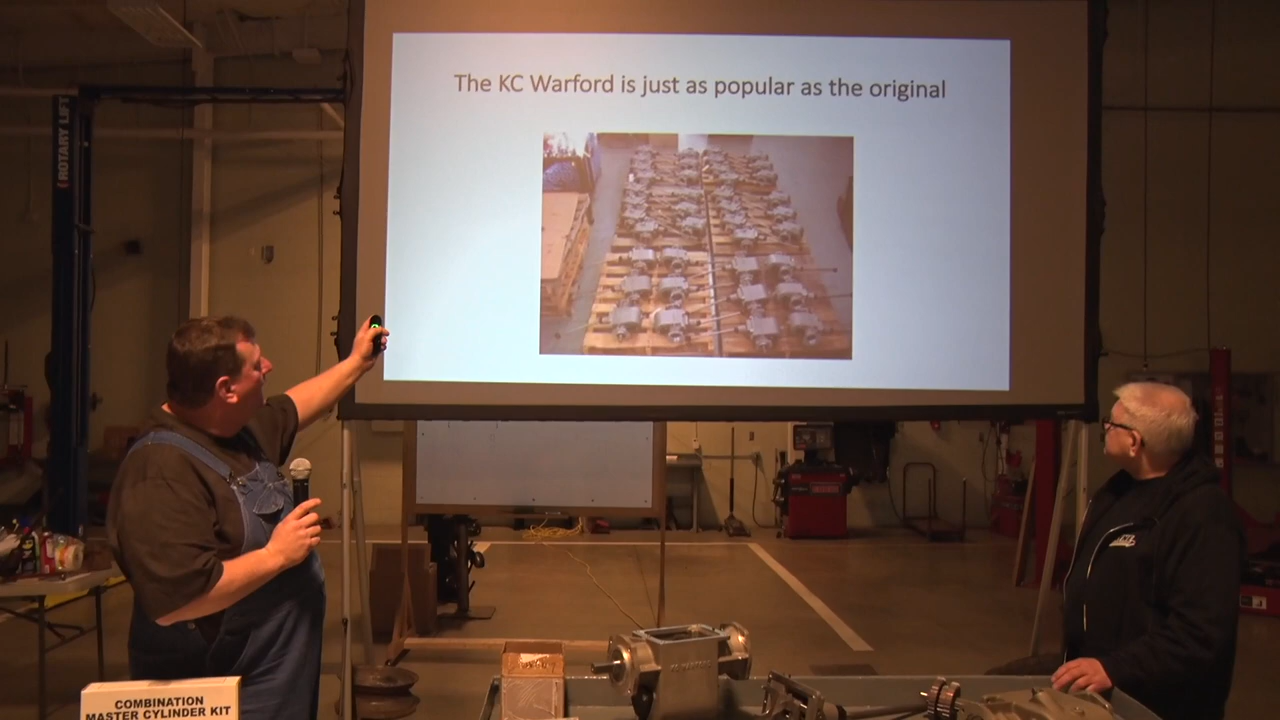 The KC Warford is just as popular as the original
ROTARY LIFT
COMBINATION
MASTER CYLINDER KIT